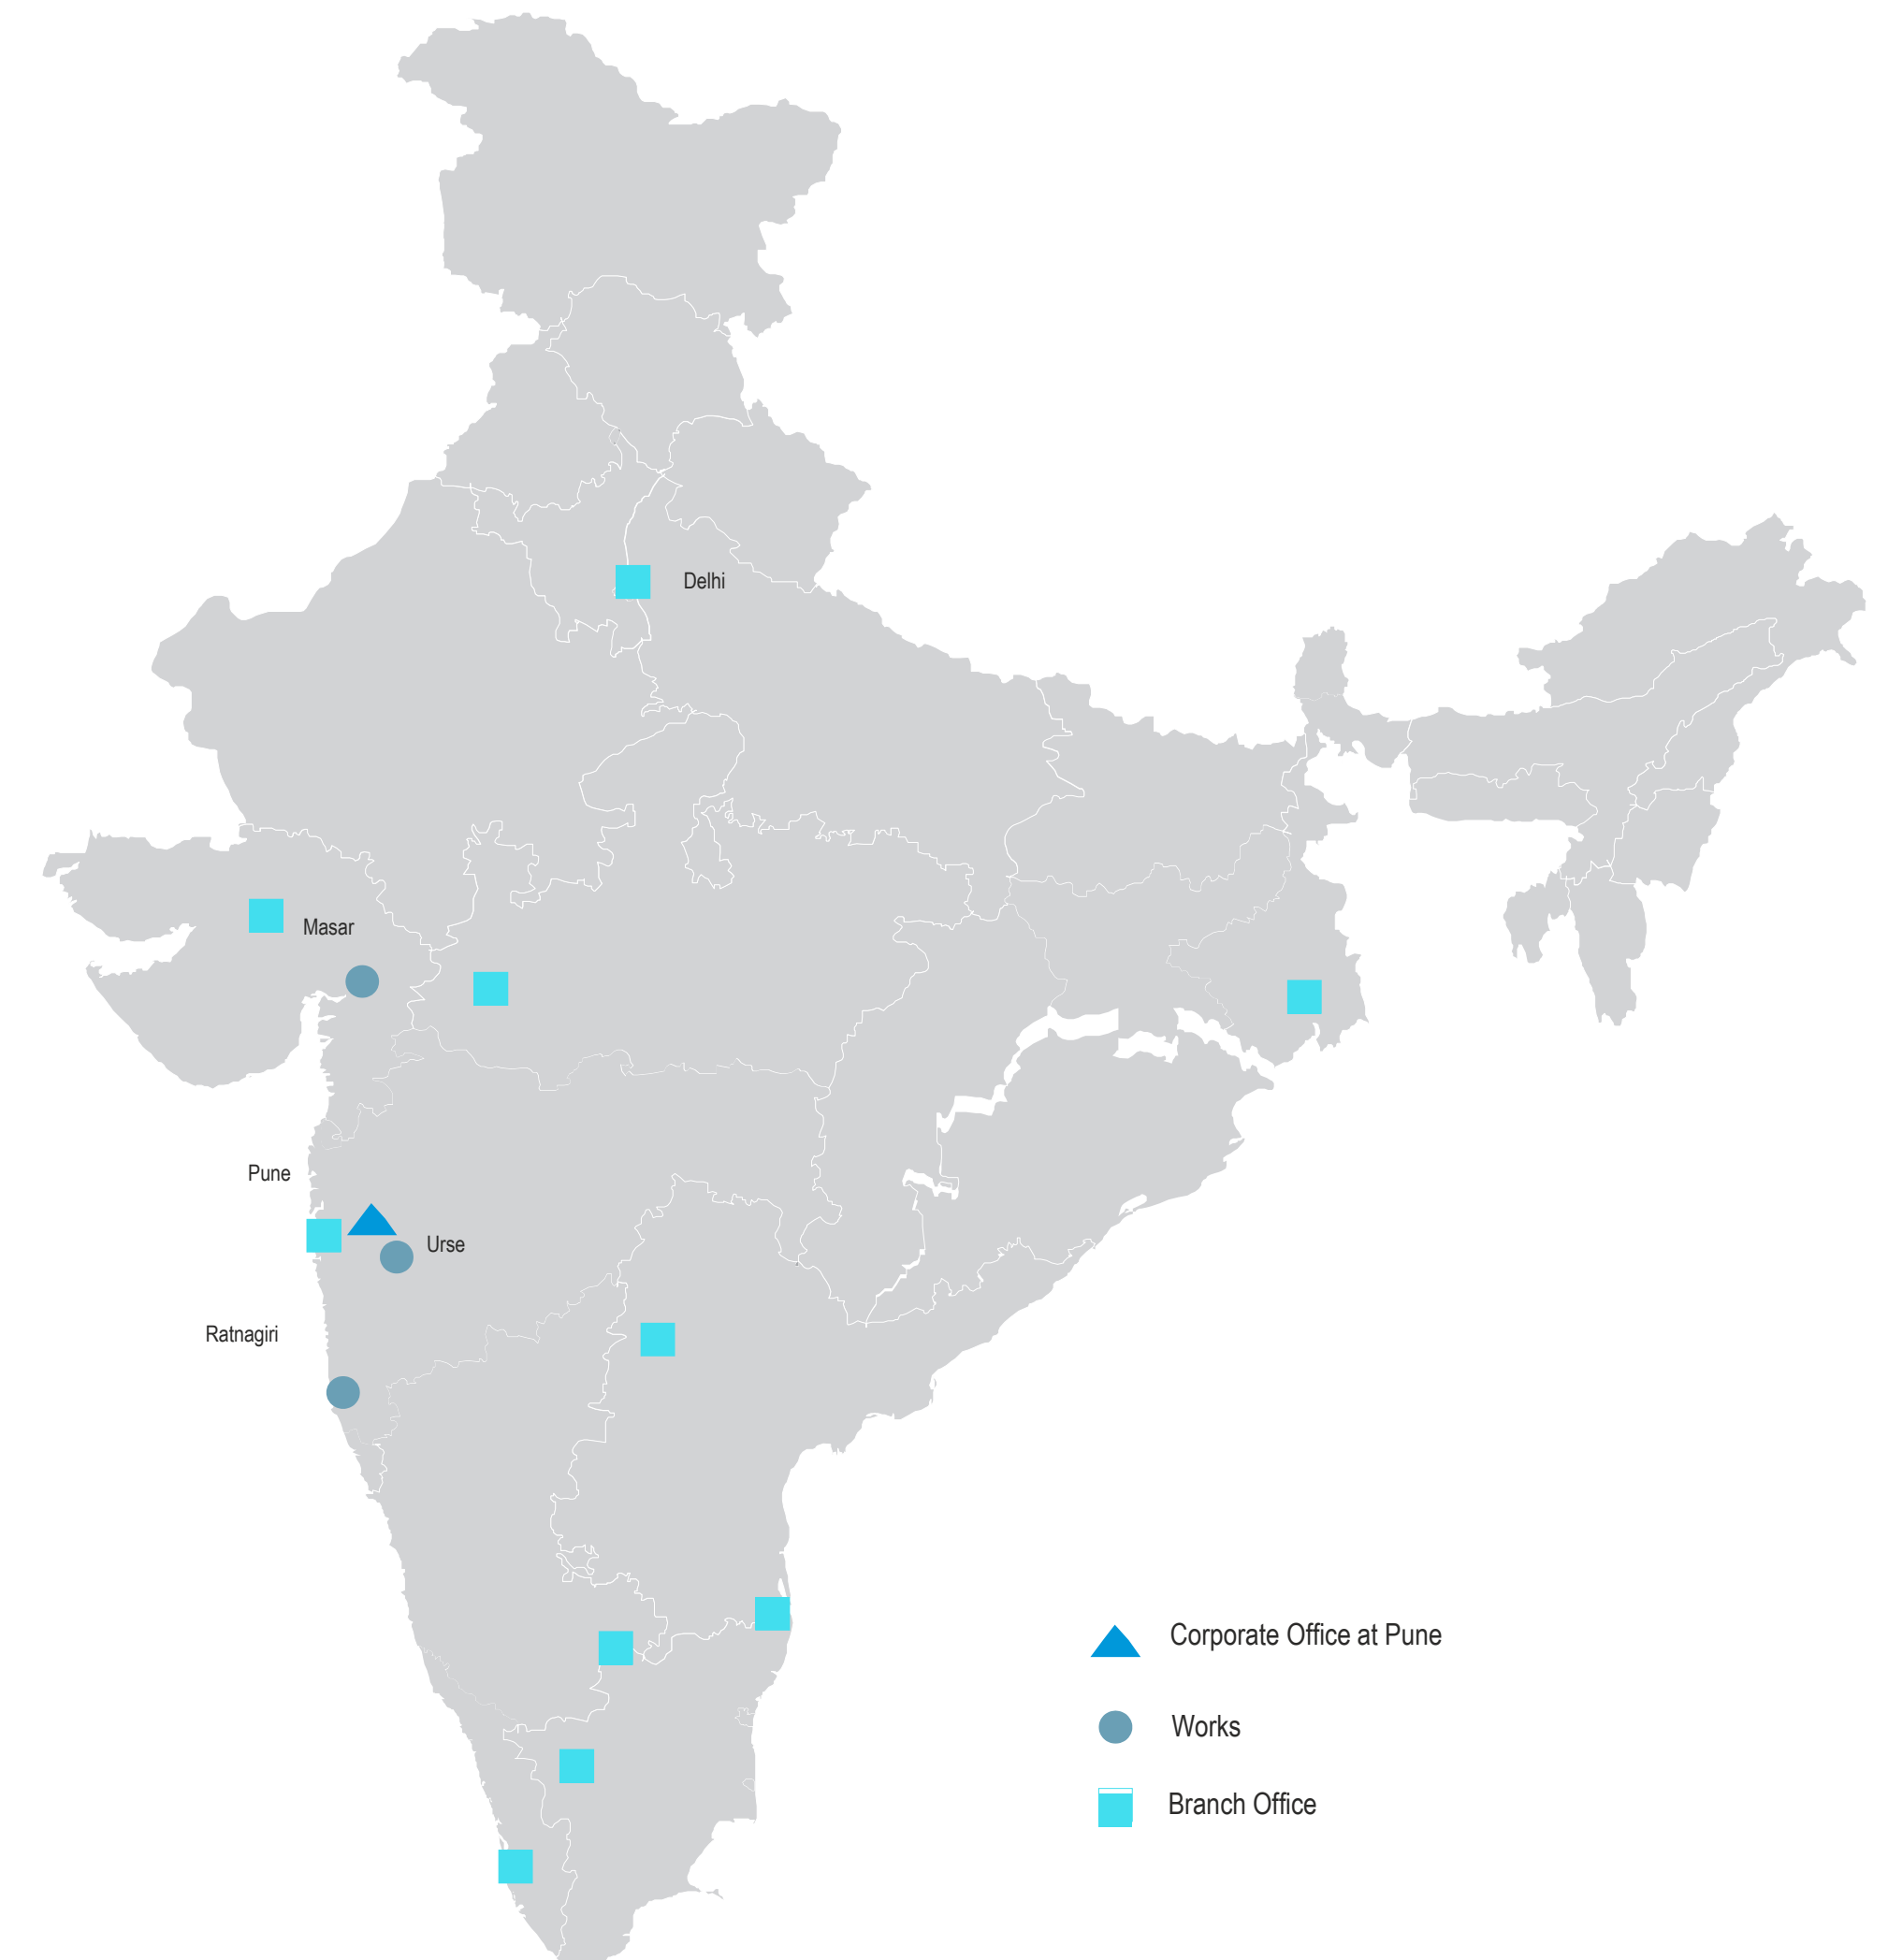 Delhi
Masar
Pune
Urse
Ratnagiri
Corporate Office at Pune
Works
Branch Office